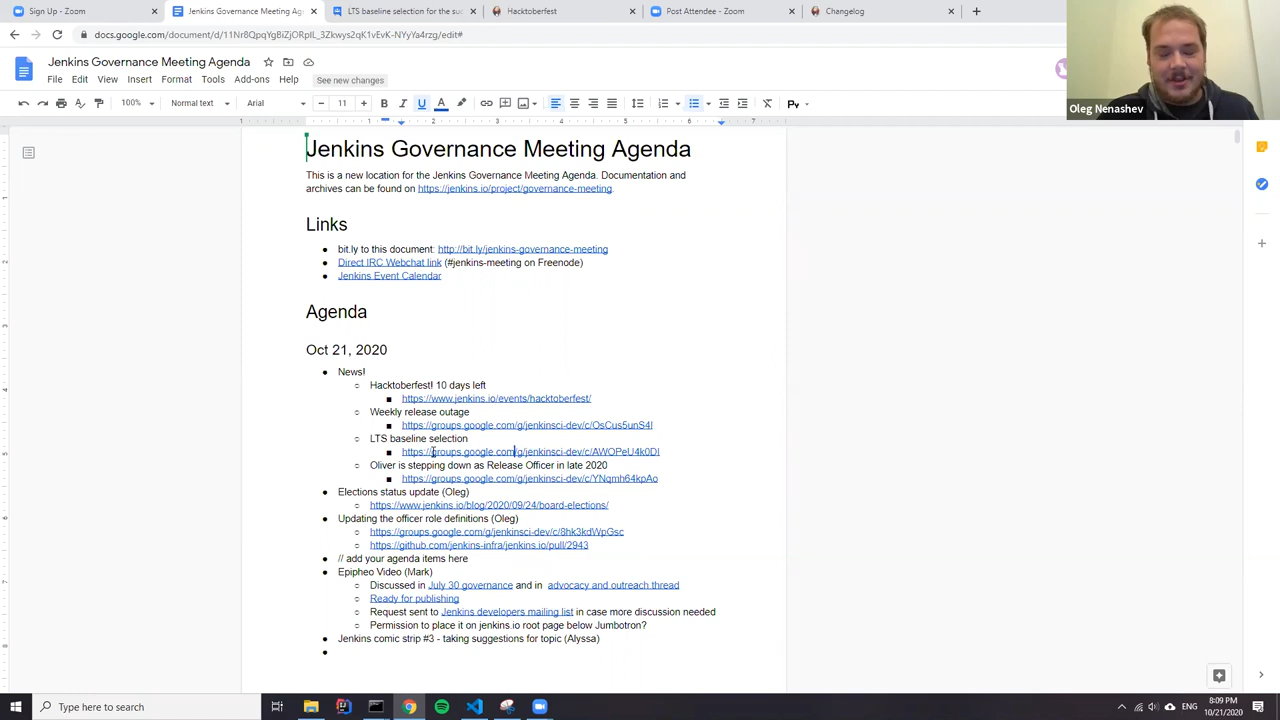 Sign Up - Zoom
Jenkins Governance Meeting Ag
LTS baseline selection for the suc
Hacktoberfest
Post Attendee - Zoom
Changelog
docs.google.com/document/d/11Nr8QpqYgBiZjORpIL_3Zkwys2qK1vEvK-NYyYa4rzg/edit#
Jenkins Governance Meeting Agenda
File Edit View Insert Format Tools Add-ons Help See new changes
100% Normal text Arial 11
Oleg Nenashev
Jenkins Governance Meeting Agenda
This is a new location for the Jenkins Governance Meeting Agenda. Documentation and
archives can be found on https://jenkins.io/project/governance-meeting.
Links
bit.ly to this document: http://bit.ly/jenkins-governance-meeting
Direct IRC Webchat link (#jenkins-meeting on Freenode)
Jenkins Event Calendar
Agenda
Oct 21, 2020
News!
Hacktoberfest! 10 days left
https://www.jenkins.io/events/hacktoberfest/
Weekly release outage
https://groups.google.com/g/jenkinsci-dev/c/OsCus5unS4I
LTS baseline selection
https://groups.google.com/g/jenkinsci-dev/c/AWOPeU4k0DI
Oliver is stepping down as Release Officer in late 2020
https://groups.google.com/g/jenkinsci-dev/c/YNqmh64kpAo
Elections status update (Oleg)
https://www.jenkins.io/blog/2020/09/24/board-elections/
Updating the officer role definitions (Oleg)
https://groups.google.com/g/jenkinsci-dev/c/8hk3kdWpGsc
https://github.com/jenkins-infra/jenkins.io/pull/2943
// add your agenda items here
Epipheo Video (Mark)
Discussed in July 30 governance and in advocacy and outreach thread
Ready for publishing
Request sent to Jenkins developers mailing list in case more discussion needed
Permission to place it on jenkins.io root page below Jumbotron?
Jenkins comic strip #3 - taking suggestions for topic (Alyssa)
Type here to search
ENG
8:09 PM
10/21/2020